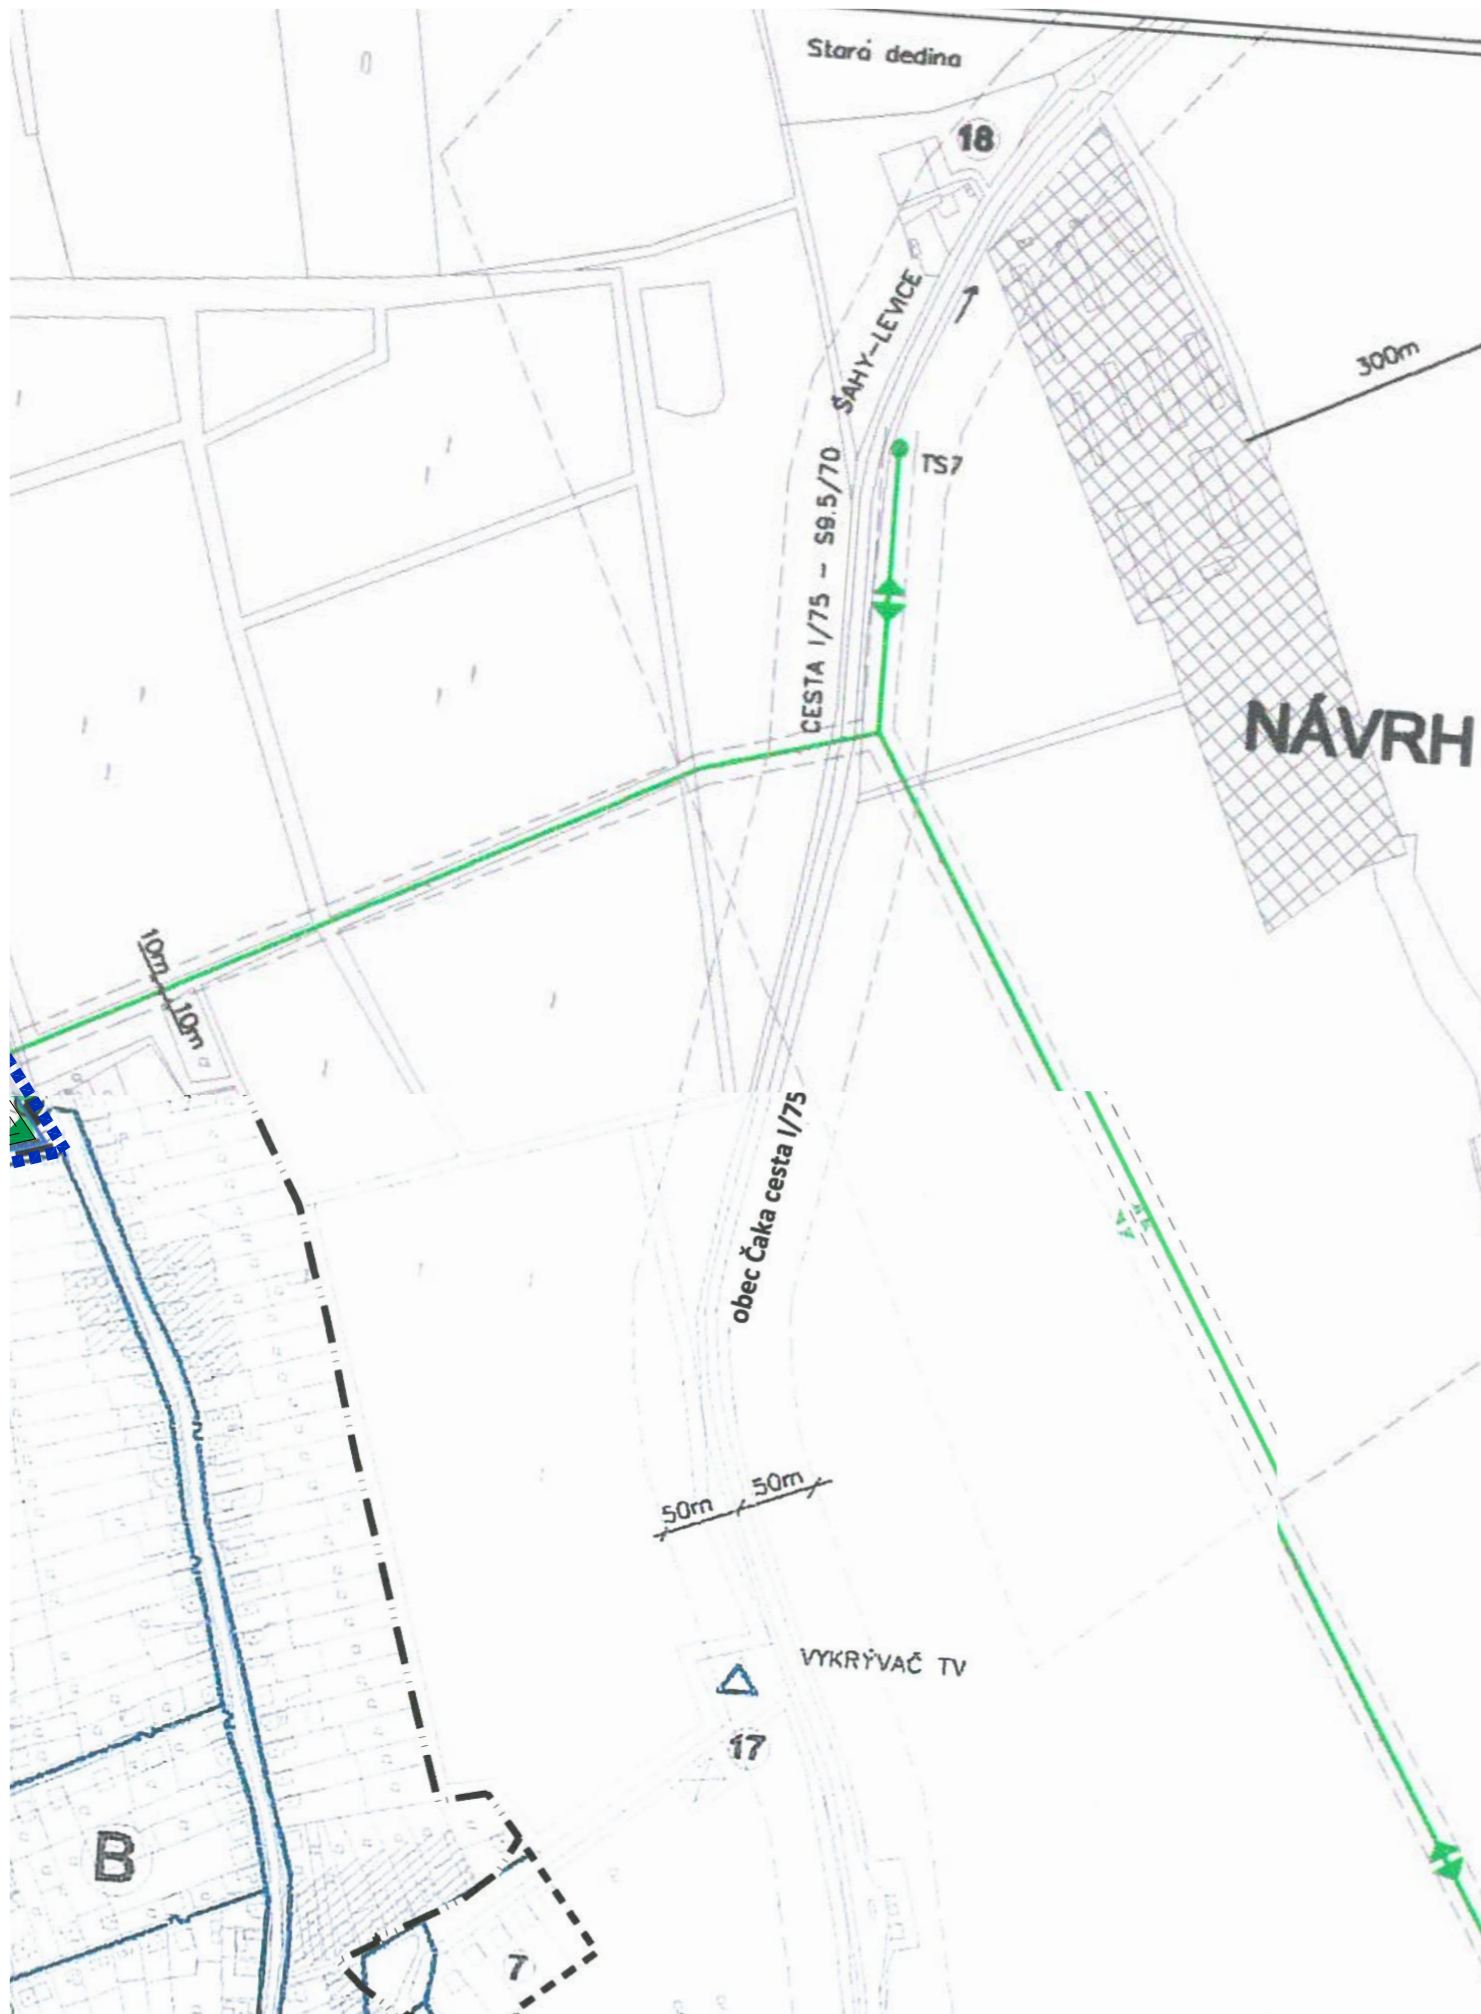 Stará dedina
18
ŠAHY-LEVICE
300m
TS7
CESTA I/75 - S9.5/70
NÁVRH
10m
10m
obec Čaka cesta I/75
50m
50m
VYKRÝVAČ TV
17
B
7